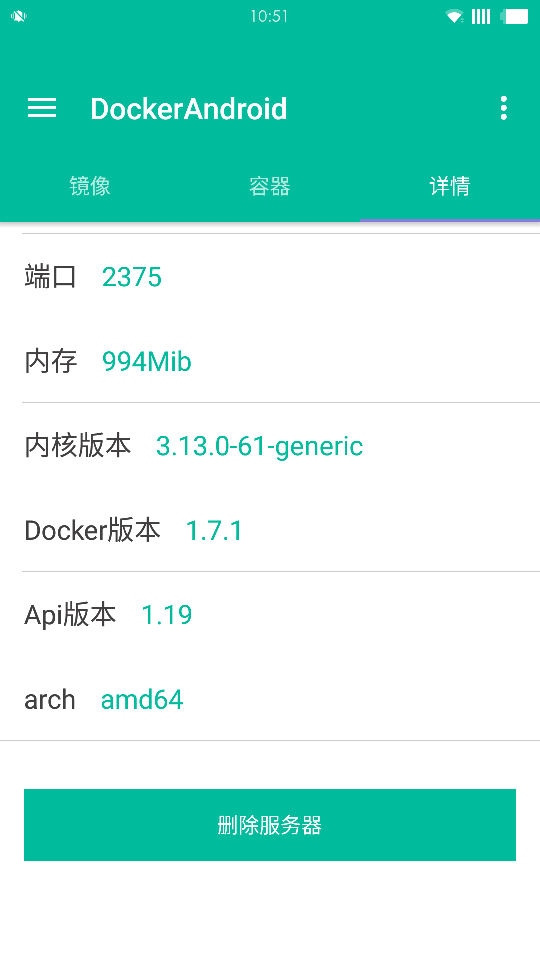 10:51
DockerAndroid
镜像 容器 详情
端口 2375
内存 994Mib
内核版本 3.13.0-61-generic
Docker版本 1.7.1
Api版本 1.19
arch amd64
删除服务器